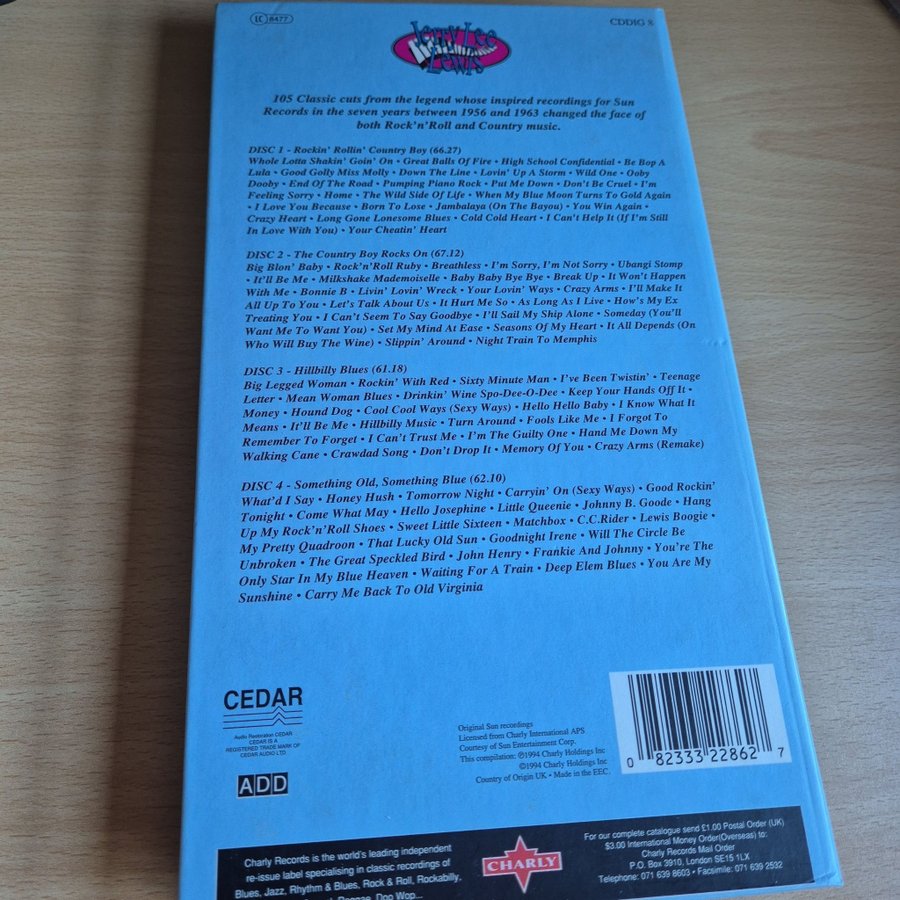 LC 8477
CDDIG 8
Jerry Lee
Lewis
105 Classic cuts from the legend whose inspired recordings for Sun
Records in the seven years between 1956 and 1963 changed the face of
both Rock'n'Roll and Country music.
DISC 1 - Rockin' Rollin' Country Boy (66.27)
Whole Lotta Shakin' Goin' On • Great Balls Of Fire • High School Confidential • Be Bop A
Lula • Good Golly Miss Molly • Down The Line • Lovin' Up A Storm • Wild One • Ooby
Dooby • End Of The Road • Pumping Piano Rock • Put Me Down • Don't Be Cruel • I'm
Feeling Sorry • Home • The Wild Side Of Life • When My Blue Moon Turns To Gold Again
• I Love You Because • Born To Lose • Jambalaya (On The Bayou) • You Win Again •
Crazy Heart • Long Gone Lonesome Blues • Cold Cold Heart • I Can't Help It (If I'm Still
In Love With You) • Your Cheatin' Heart
DISC 2 - The Country Boy Rocks On (67.12)
Big Blon' Baby • Rock'n'Roll Ruby • Breathless • I'm Sorry, I'm Not Sorry • Ubangi Stomp
• It'll Be Me • Milkshake Mademoiselle • Baby Baby Bye Bye • Break Up • It Won't Happen
With Me • Bonnie B • Livin' Lovin' Wreck • Your Lovin' Ways • Crazy Arms • I'll Make It
All Up To You • Let's Talk About Us • It Hurt Me So • As Long As I Live • How's My Ex
Treating You • I Can't Seem To Say Goodbye • I'll Sail My Ship Alone • Someday (You'll
Want Me To Want You) • Set My Mind At Ease • Seasons Of My Heart • It All Depends (On
Who Will Buy The Wine) • Slippin' Around • Night Train To Memphis
DISC 3 - Hillbilly Blues (61.18)
Big Legged Woman • Rockin' With Red • Sixty Minute Man • I've Been Twistin' • Teenage
Letter • Mean Woman Blues • Drinkin' Wine Spo-Dee-O-Dee • Keep Your Hands Off It •
Money • Hound Dog • Cool Cool Ways (Sexy Ways) • Hello Hello Baby • I Know What It
Means • It'll Be Me • Hillbilly Music • Turn Around • Fools Like Me • I Forgot To
Remember To Forget • I Can't Trust Me • I'm The Guilty One • Hand Me Down My
Walking Cane • Crawdad Song • Don't Drop It • Memory Of You • Crazy Arms (Remake)
DISC 4 - Something Old, Something Blue (62.10)
What'd I Say • Honey Hush • Tomorrow Night • Carryin' On (Sexy Ways) • Good Rockin'
Tonight • Come What May • Hello Josephine • Little Queenie • Johnny B. Goode • Hang
Up My Rock'n'Roll Shoes • Sweet Little Sixteen • Matchbox • C.C.Rider • Lewis Boogie •
My Pretty Quadroon • That Lucky Old Sun • Goodnight Irene • Will The Circle Be
Unbroken • The Great Speckled Bird • John Henry • Frankie And Johnny • You're The
Only Star In My Blue Heaven • Waiting For A Train • Deep Elem Blues • You Are My
Sunshine • Carry Me Back To Old Virginia
CEDAR
Audio Restoration CEDAR
CEDAR IS A
REGISTERED TRADE MARK OF
CEDAR AUDIO LTD
ADD
Original Sun recordings
Licensed from Charly International APS
Courtesy of Sun Entertainment Corp.
This compilation: ℗1994 Charly Holdings Inc
©1994 Charly Holdings Inc
Country of Origin UK • Made in the EEC.
0 82333 22862 7
Charly Records is the world's leading independent
re-issue label specialising in classic recordings of
Blues, Jazz, Rhythm & Blues, Rock & Roll, Rockabilly,
Reggae, Doo Wop...
CHARLY
For our complete catalogue send £1.00 Postal Order (UK)
$3.00 International Money Order(Overseas) to:
Charly Records Mail Order
P.O. Box 3910, London SE15 1LX
Telephone: 071 639 8603 • Facsimile: 071 639 2532